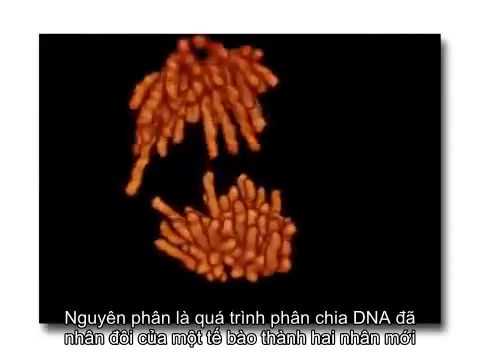 Nguyên phân là quá trình phân chia DNA đã
nhân đôi của một tế bào thành hai nhân mới